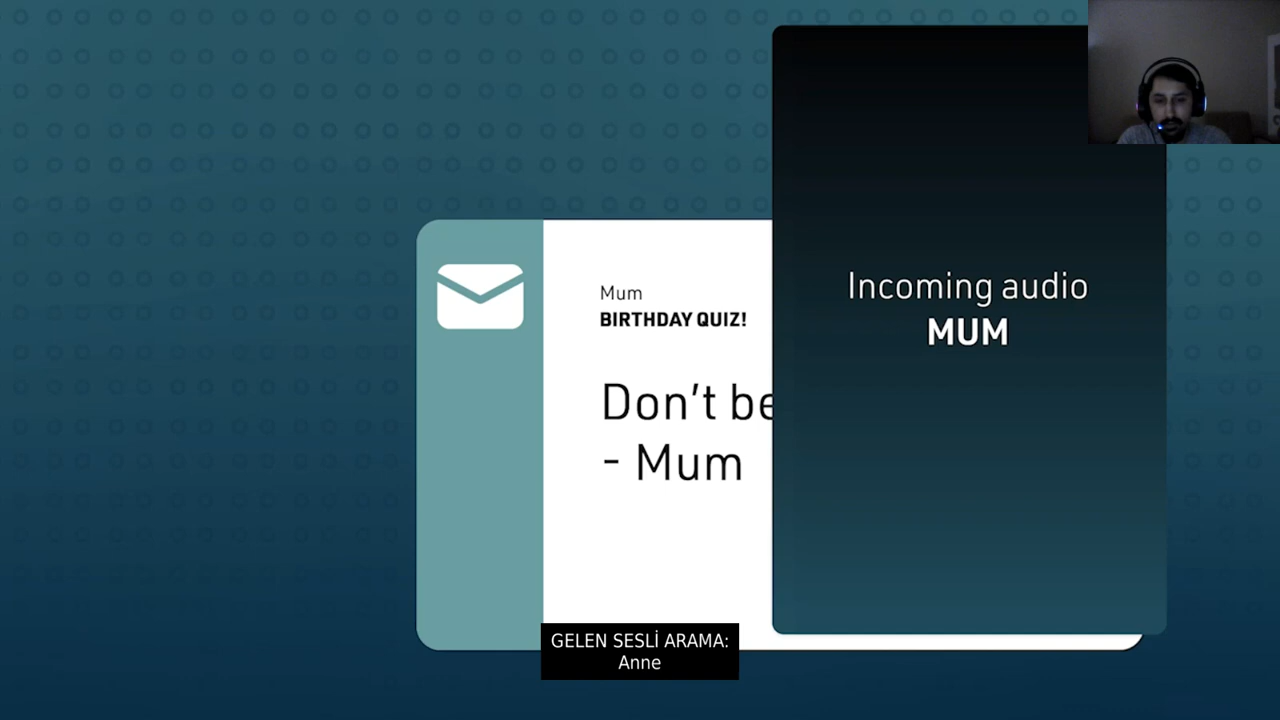 Mum
BIRTHDAY QUIZ!
Don't be
- Mum
Incoming audio
MUM
GELEN SESLİ ARAMA:
Anne